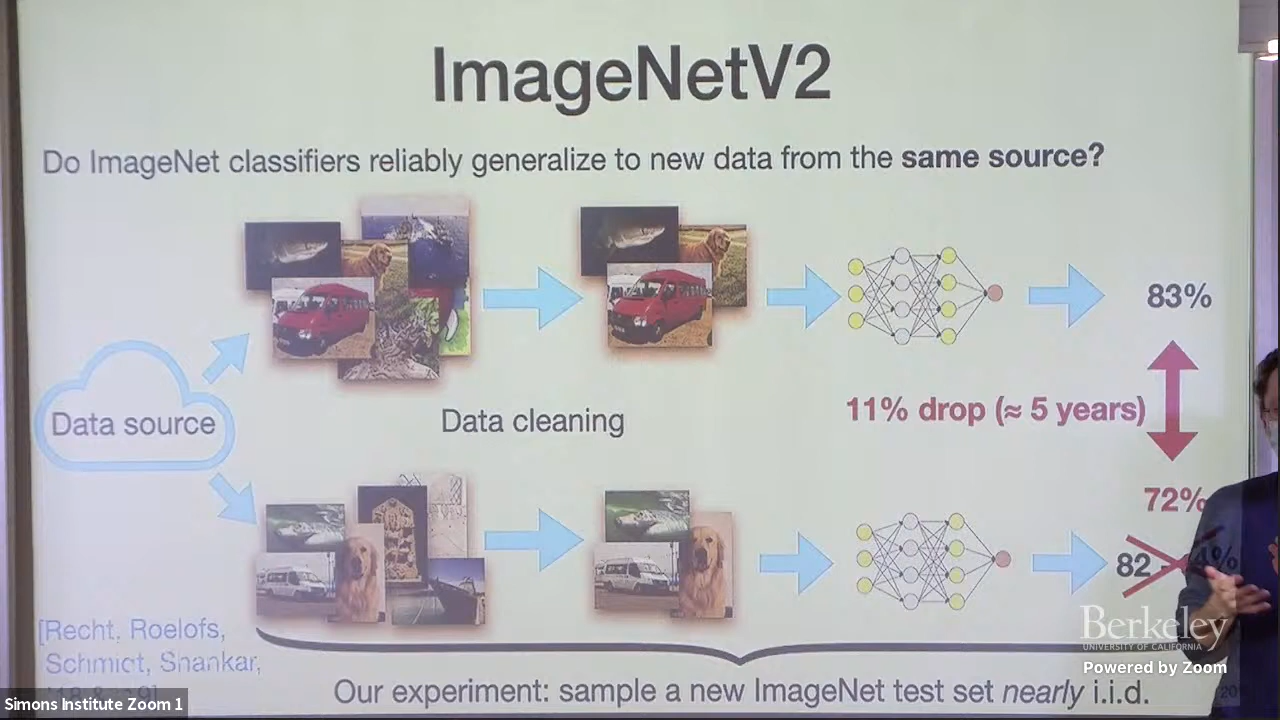 ImageNetV2
Do ImageNet classifiers reliably generalize to new data from the same source?
83%
Data source
Data cleaning
11% drop (≈ 5 years)
72%
82
4%
[Recht, Roelofs,
Schmidt, Shankar,
Our experiment: sample a new ImageNet test set nearly i.i.d.
Berkeley
UNIVERSITY OF CALIFORNIA
Powered by Zoom
Simons Institute Zoom 1